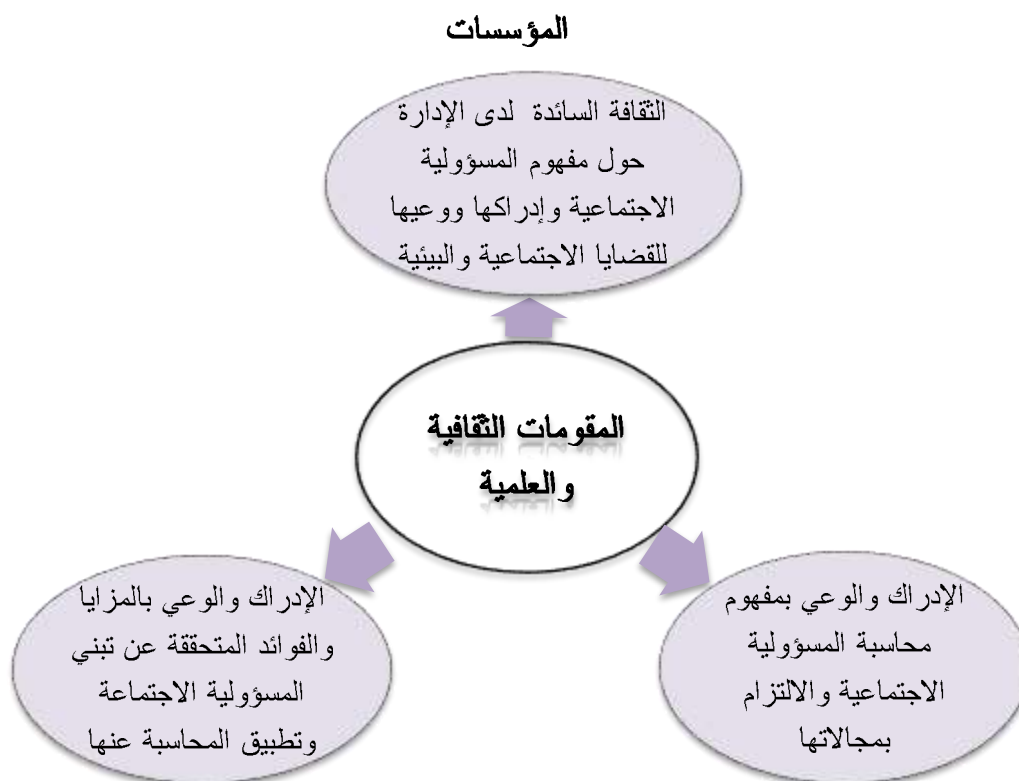 المؤسسات
الثقافة السائدة لدى الإدارة
حول مفهوم المسؤولية
الاجتماعية وإدراكها ووعيها
للقضايا الاجتماعية والبيئية
المقومات الثقافية
والعلمية
الإدراك والوعي بمفهوم
محاسبة المسؤولية
الاجتماعية والالتزام
بمجالاتها
الإدراك والوعي بالمزايا
والفوائد المتحققة عن تبني
المسؤولية الاجتماعة
وتطبيق المحاسبة عنها